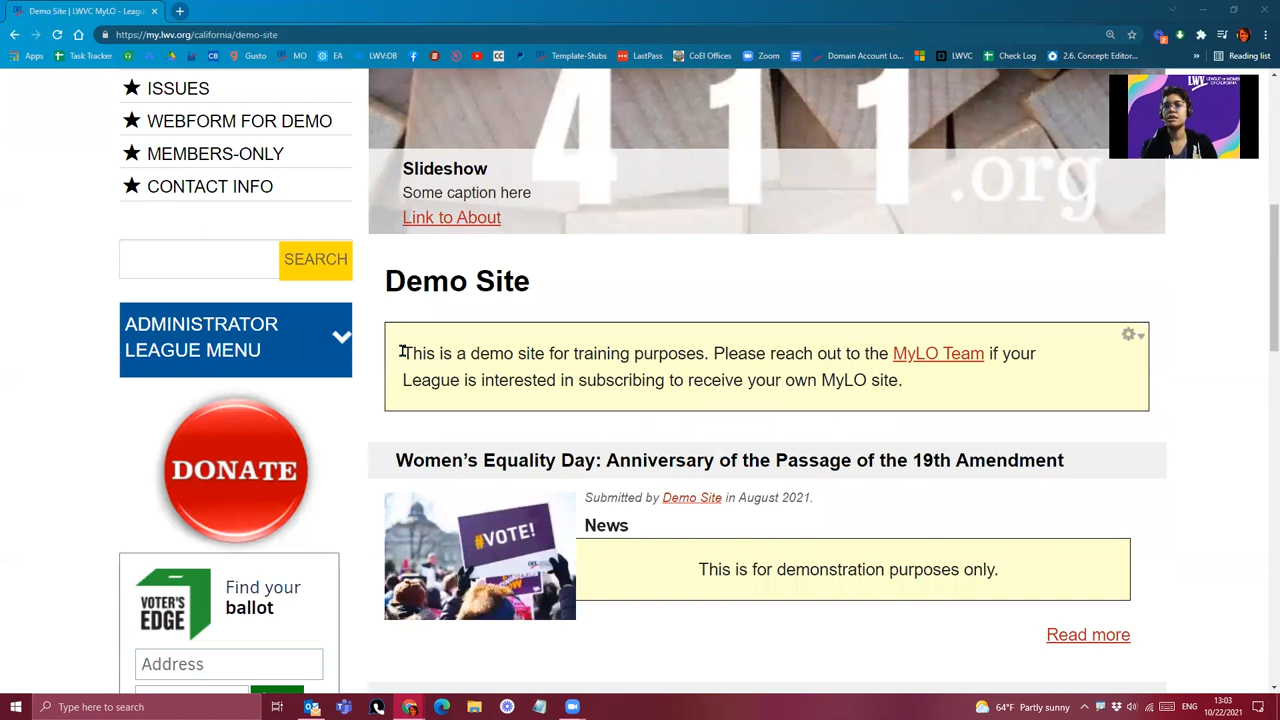 Demo Site | LWVC MyLO - Leag
https://my.lwv.org/california/demo-site
Apps Task Tracker CB Gusto MO EA LWV:DB CC Template-Stubs LastPass CoEI Offices Zoom Domain Account Lo... LWVC Check Log 2.6. Concept: Editor... » Reading list
★ ISSUES
★ WEBFORM FOR DEMO
★ MEMBERS-ONLY
★ CONTACT INFO
SEARCH
ADMINISTRATOR
LEAGUE MENU
DONATE
VOTER'S
EDGE
Find your
ballot
Address
411
.org
Slideshow
Some caption here
Link to About
Demo Site
This is a demo site for training purposes. Please reach out to the MyLO Team if your
League is interested in subscribing to receive your own MyLO site.
Women's Equality Day: Anniversary of the Passage of the 19th Amendment
Submitted by Demo Site in August 2021.
News
#VOTE!
This is for demonstration purposes only.
Read more
LWV
Type here to search
64°F Partly sunny
13:03
10/22/2021